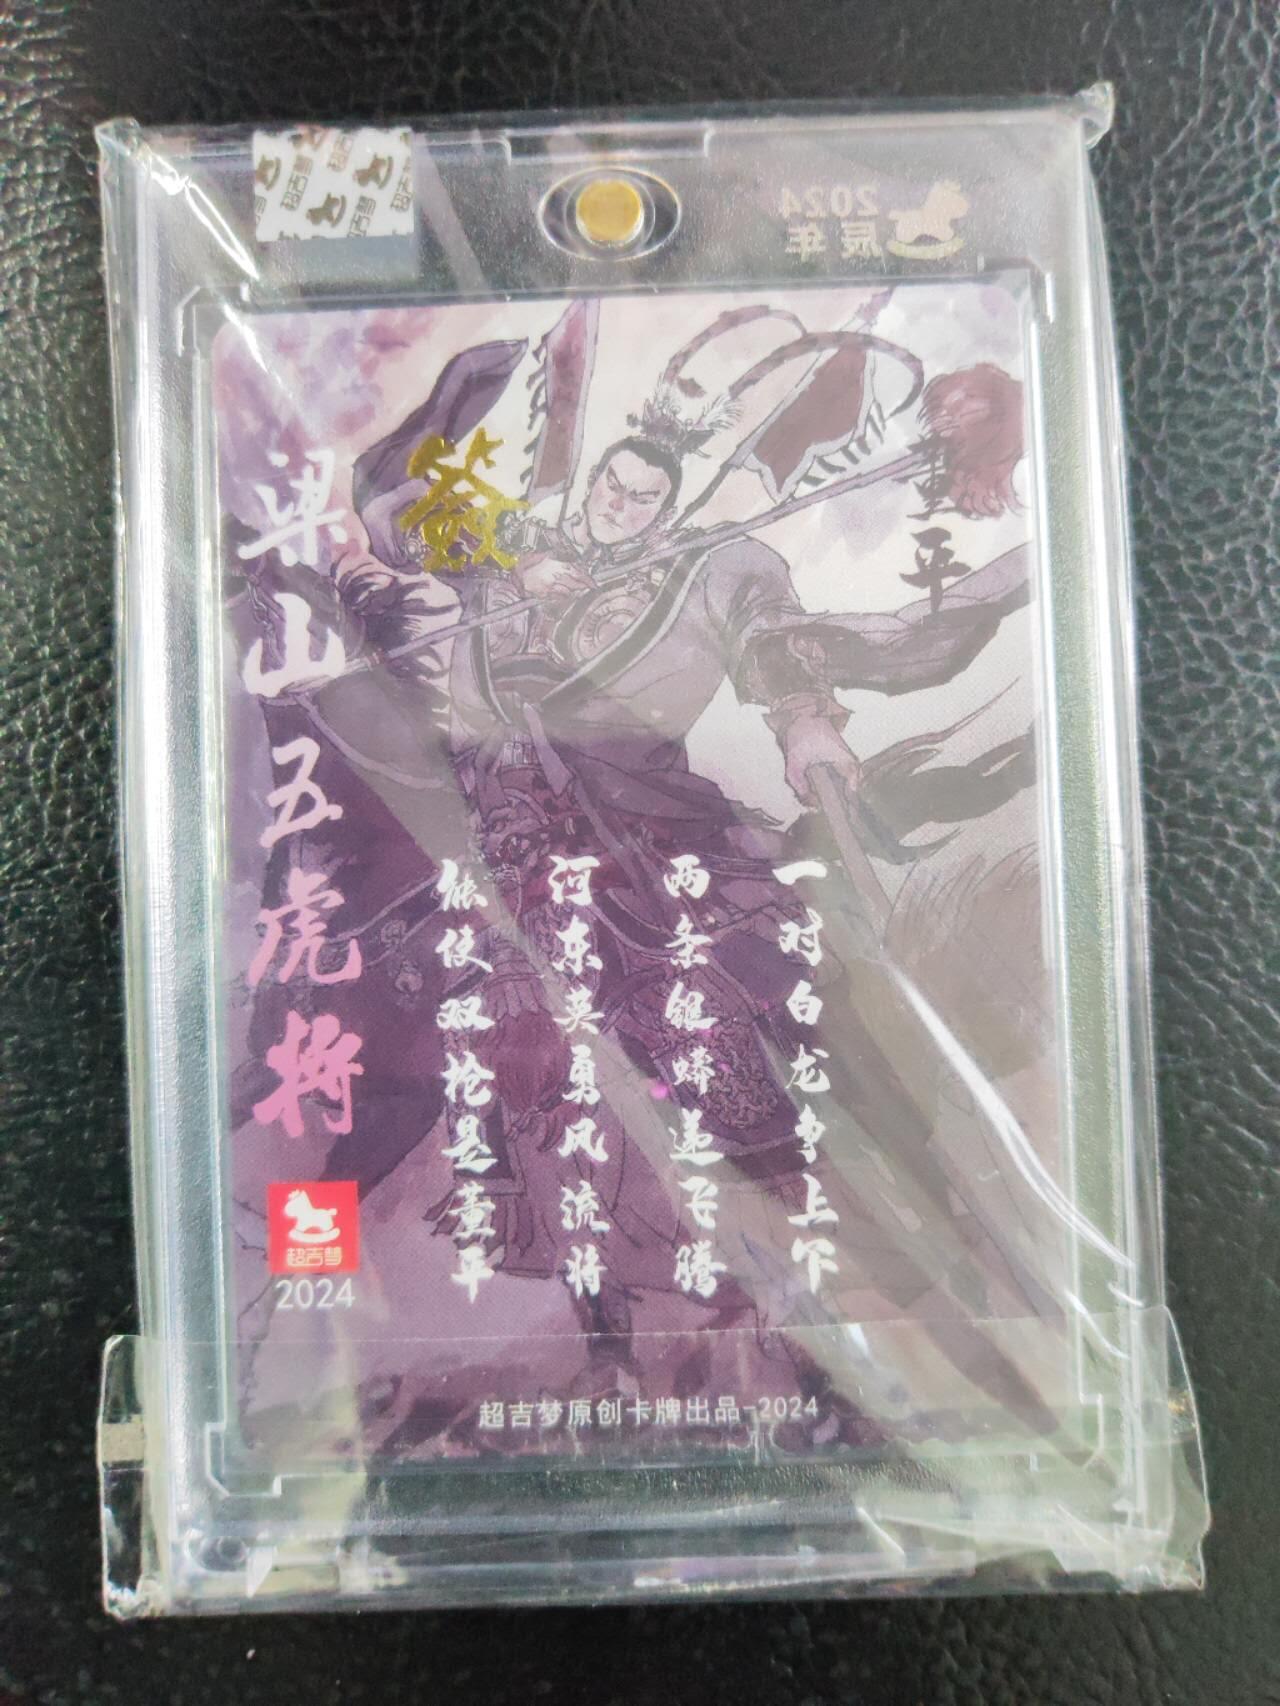 2024
辰年
董平
簽
梁山五虎将
一对白龙争上下
两条银蟒递飞腾
河东英勇风流将
能使双枪是董平
超吉梦
2024
超吉梦原创卡牌出品-2024